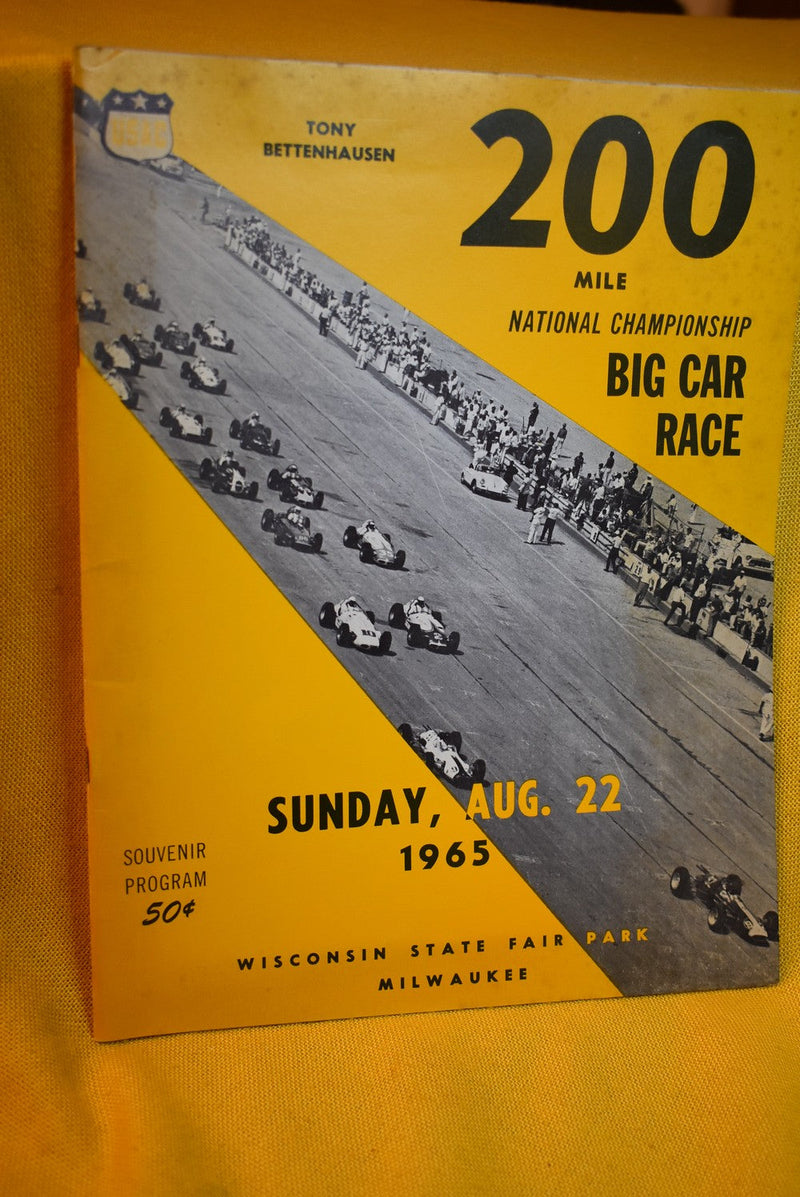 USAC
TONY
BETTENHAUSEN
200
MILE
NATIONAL CHAMPIONSHIP
BIG CAR
RACE
SUNDAY, AUG. 22
1965
SOUVENIR
PROGRAM
50¢
WISCONSIN STATE FAIR PARK
MILWAUKEE